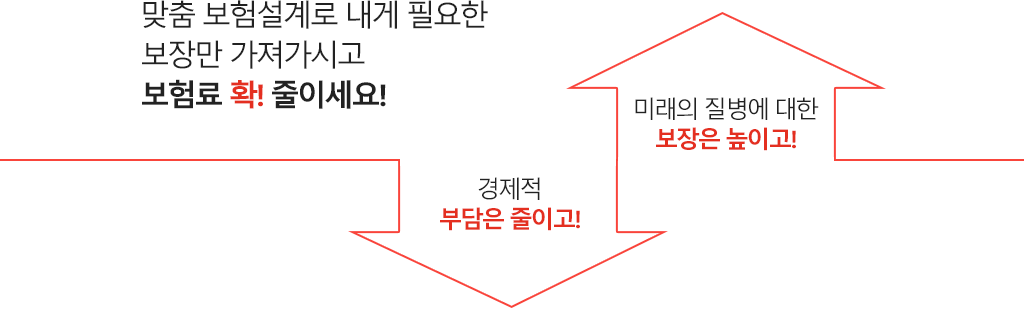 맞춤 보험설계로 내게 필요한
보장만 가져가시고
보험료 확! 줄이세요!
미래의 질병에 대한
보장은 높이고!
경제적
부담은 줄이고!